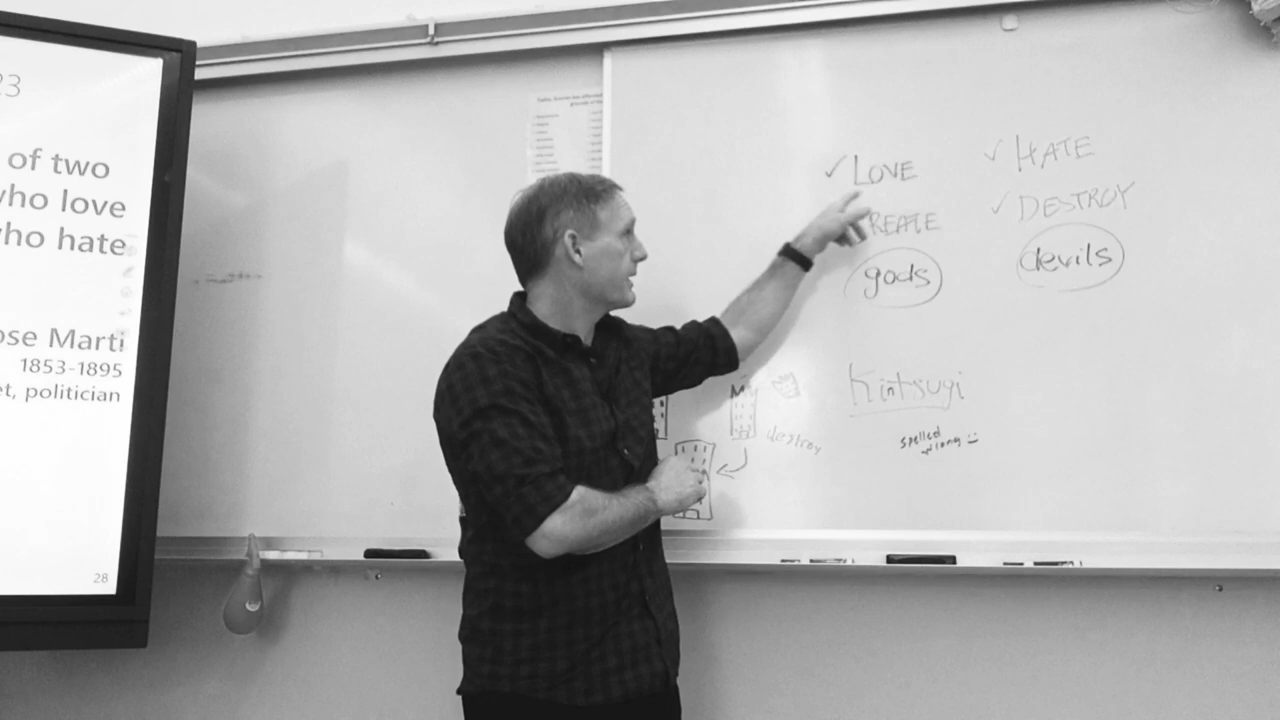 23
of two
who love
who hate
ose Marti
1853-1895
et, politician
28
✓ LOVE
REATE
gods
✓ HATE
✓ DESTROY
devils
Kintsugi
spelled
wrong
destroy